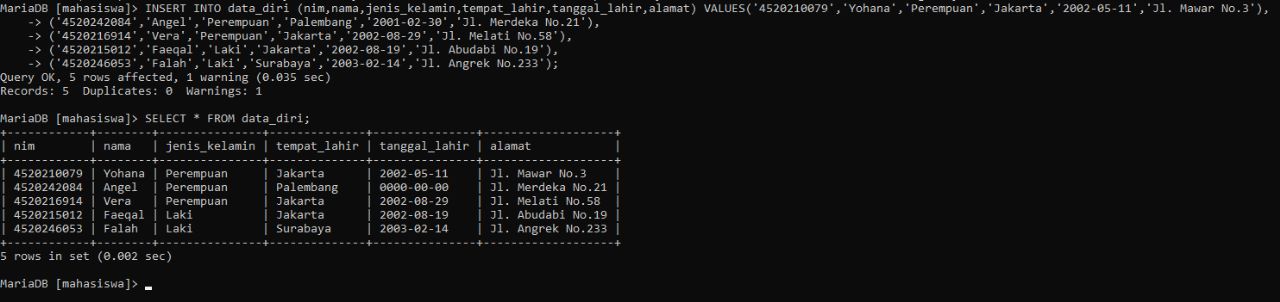 MariaDB [mahasiswa]> INSERT INTO data_diri (nim,nama,jenis_kelamin,tempat_lahir,tanggal_lahir,alamat) VALUES('4520210079','Yohana','Perempuan','Jakarta','2002-05-11','Jl. Mawar No.3'),
    -> ('4520242084','Angel','Perempuan','Palembang','2001-02-30','Jl. Merdeka No.21'),
    -> ('4520216914','Vera','Perempuan','Jakarta','2002-08-29','Jl. Melati No.58'),
    -> ('4520215012','Faeqal','Laki','Jakarta','2002-08-19','Jl. Abudabi No.19'),
    -> ('4520246053','Falah','Laki','Surabaya','2003-02-14','Jl. Angrek No.233');
Query OK, 5 rows affected, 1 warning (0.035 sec)
Records: 5  Duplicates: 0  Warnings: 1
MariaDB [mahasiswa]> SELECT * FROM data_diri;
+------------+--------+---------------+--------------+---------------+-------------------+
| nim        | nama   | jenis_kelamin | tempat_lahir | tanggal_lahir | alamat            |
+------------+--------+---------------+--------------+---------------+-------------------+
| 4520210079 | Yohana | Perempuan     | Jakarta      | 2002-05-11    | Jl. Mawar No.3    |
| 4520242084 | Angel  | Perempuan     | Palembang    | 0000-00-00    | Jl. Merdeka No.21 |
| 4520216914 | Vera   | Perempuan     | Jakarta      | 2002-08-29    | Jl. Melati No.58  |
| 4520215012 | Faeqal | Laki          | Jakarta      | 2002-08-19    | Jl. Abudabi No.19 |
| 4520246053 | Falah  | Laki          | Surabaya     | 2003-02-14    | Jl. Angrek No.233 |
+------------+--------+---------------+--------------+---------------+-------------------+
5 rows in set (0.002 sec)
MariaDB [mahasiswa]> _